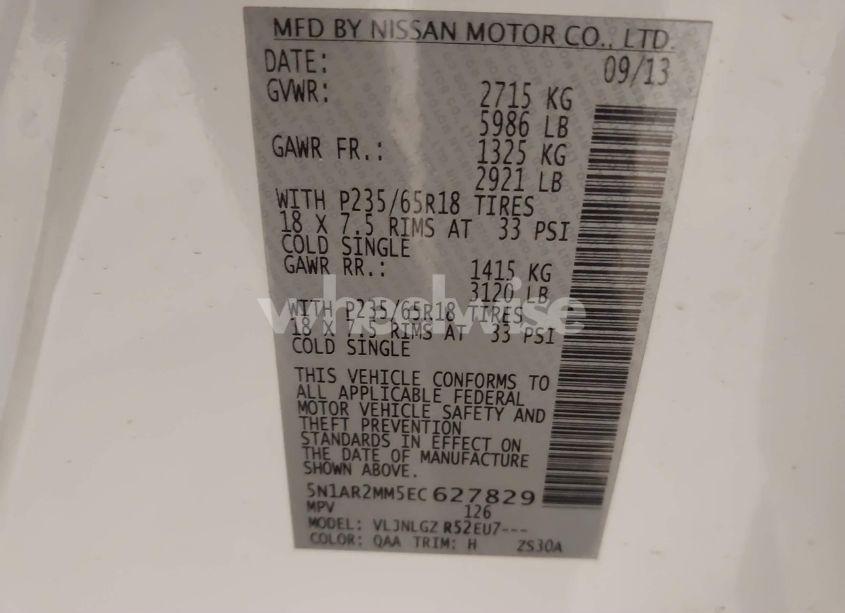 MFD BY NISSAN MOTOR CO., LTD.
DATE: 09/13
GVWR: 2715 KG
5986 LB
GAWR FR.: 1325 KG
2921 LB
WITH P235/65R18 TIRES
18 X 7.5 RIMS AT 33 PSI
COLD SINGLE
GAWR RR.: 1415 KG
3120 LB
WITH P235/65R18 TIRES
18 X 7.5 RIMS AT 33 PSI
COLD SINGLE
wheelwise
THIS VEHICLE CONFORMS TO
ALL APPLICABLE FEDERAL
MOTOR VEHICLE SAFETY AND
THEFT PREVENTION
STANDARDS IN EFFECT ON
THE DATE OF MANUFACTURE
SHOWN ABOVE.
5N1AR2MM5EC627829
MPV 126
MODEL: VLJNLGZ R52EU7---
COLOR: QAA TRIM: H ZS30A